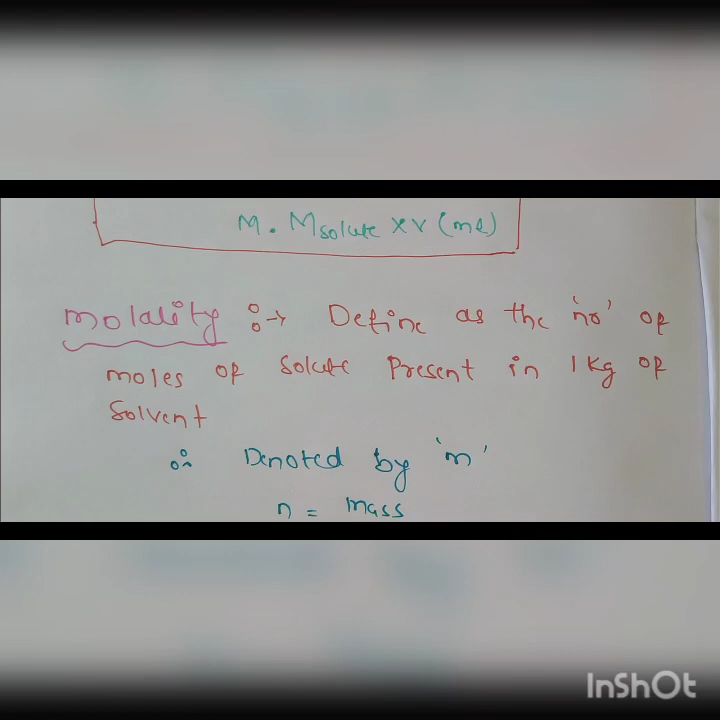 M. Msolute x V (ml)
Molality :→ Define as the 'no' of
moles of solute Present in 1 Kg of
Solvent
Denoted by 'm'
n = Mass
InShOt